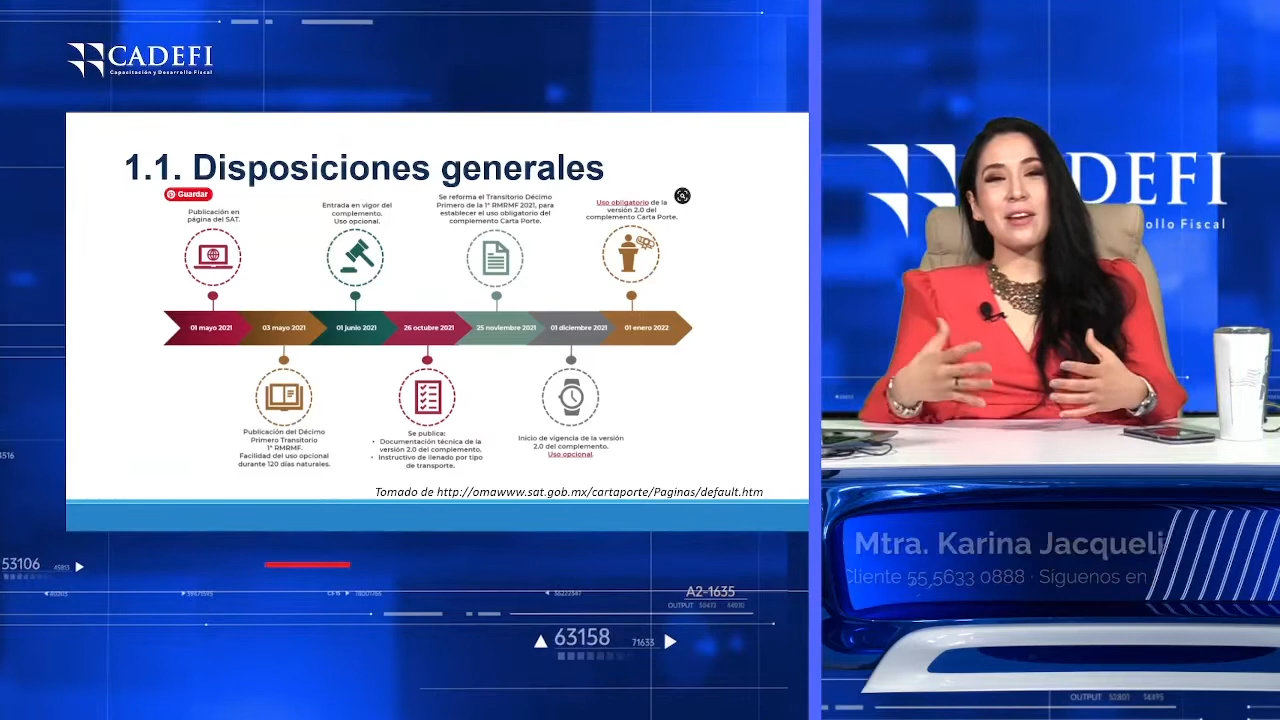 CADEFI
Capacitación y Desarrollo Fiscal
1.1. Disposiciones generales
Guardar
Publicación en
página del SAT.
Entrada en vigor del
complemento.
Uso opcional.
Se reforma el Transitorio Décimo
Primero de la 1ª RMRMF 2021, para
establecer el uso obligatorio del
complemento Carta Porte.
Uso obligatorio de la
versión 2.0 del
complemento Carta Porte.
01 mayo 2021
03 mayo 2021
01 junio 2021
26 octubre 2021
25 noviembre 2021
01 diciembre 2021
01 enero 2022
Publicación del Décimo
Primero Transitorio
1ª RMRMF.
Facilidad del uso opcional
durante 120 días naturales.
Se publica:
• Documentación técnica de la
versión 2.0 del complemento.
• Instructivo de llenado por tipo
de transporte.
Inicio de vigencia de la versión
2.0 del complemento.
Uso opcional.
Tomado de http://omawww.sat.gob.mx/cartaporte/Paginas/default.htm
CADEFI
ollo Fiscal
Mtra. Karina Jacqueli
Cliente 55 5633 0888 · Síguenos en
3516
53106
A2-1635
OUTPUT
63158
71633
OUTPUT